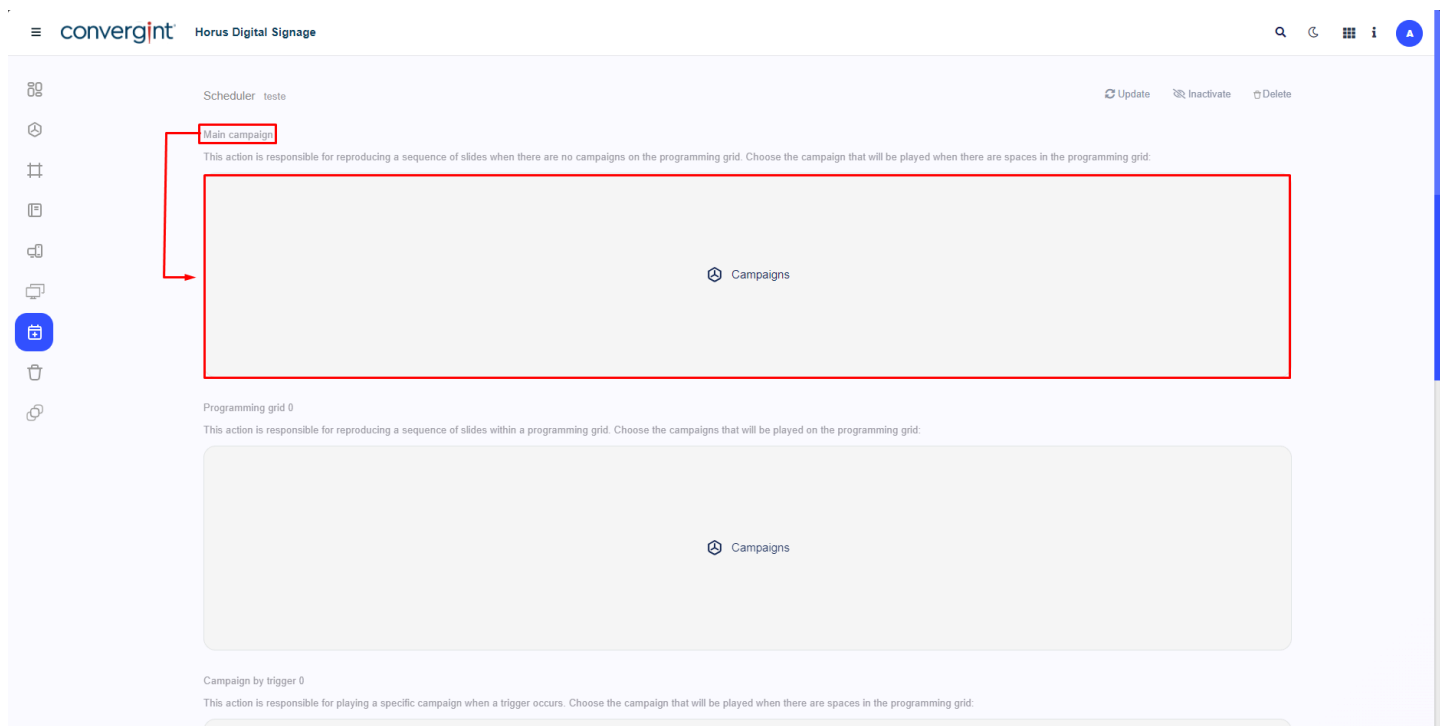 convergint Horus Digital Signage
A
Scheduler teste
Update Inactivate Delete
Main campaign
This action is responsible for reproducing a sequence of slides when there are no campaigns on the programming grid. Choose the campaign that will be played when there are spaces in the programming grid:
Campaigns
Programming grid 0
This action is responsible for reproducing a sequence of slides within a programming grid. Choose the campaigns that will be played on the programming grid:
Campaigns
Campaign by trigger 0
This action is responsible for playing a specific campaign when a trigger occurs. Choose the campaign that will be played when there are spaces in the programming grid: